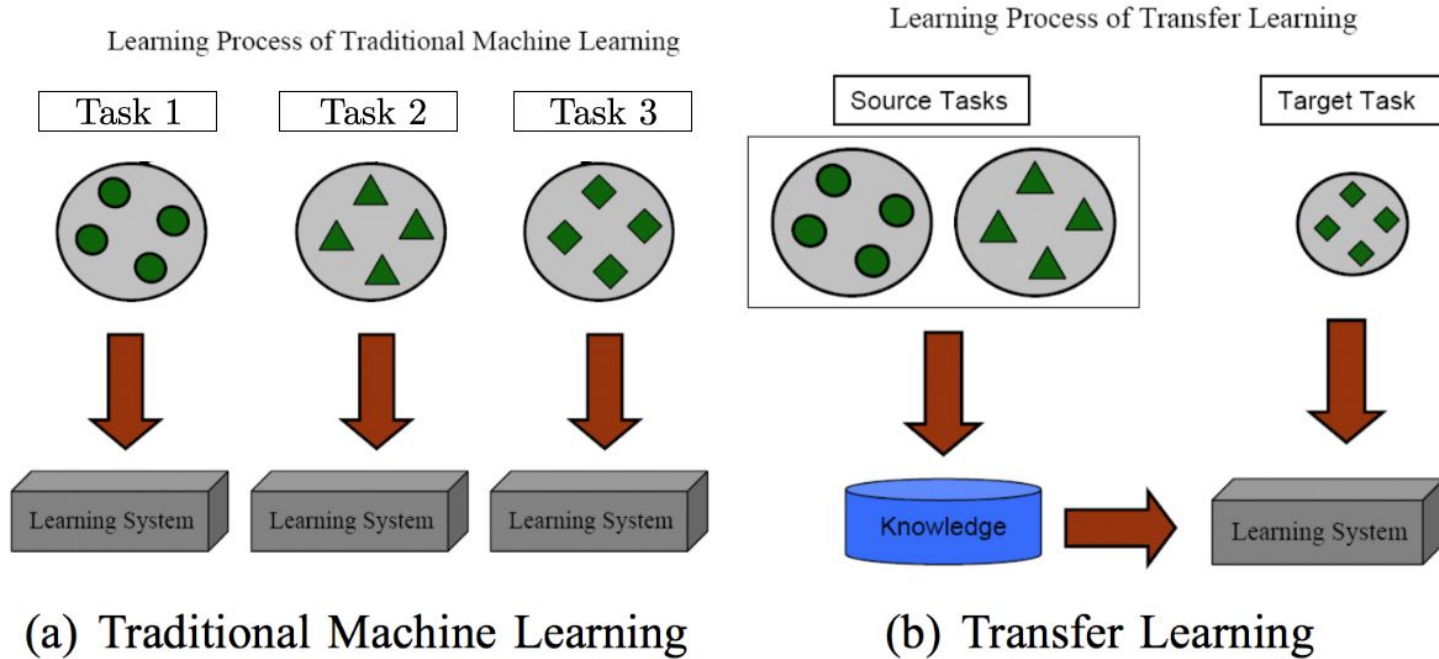 Learning Process of Traditional Machine Learning
Task 1
Task 2
Task 3
Learning System
Learning System
Learning System
(a) Traditional Machine Learning
Learning Process of Transfer Learning
Source Tasks
Target Task
Knowledge
Learning System
(b) Transfer Learning